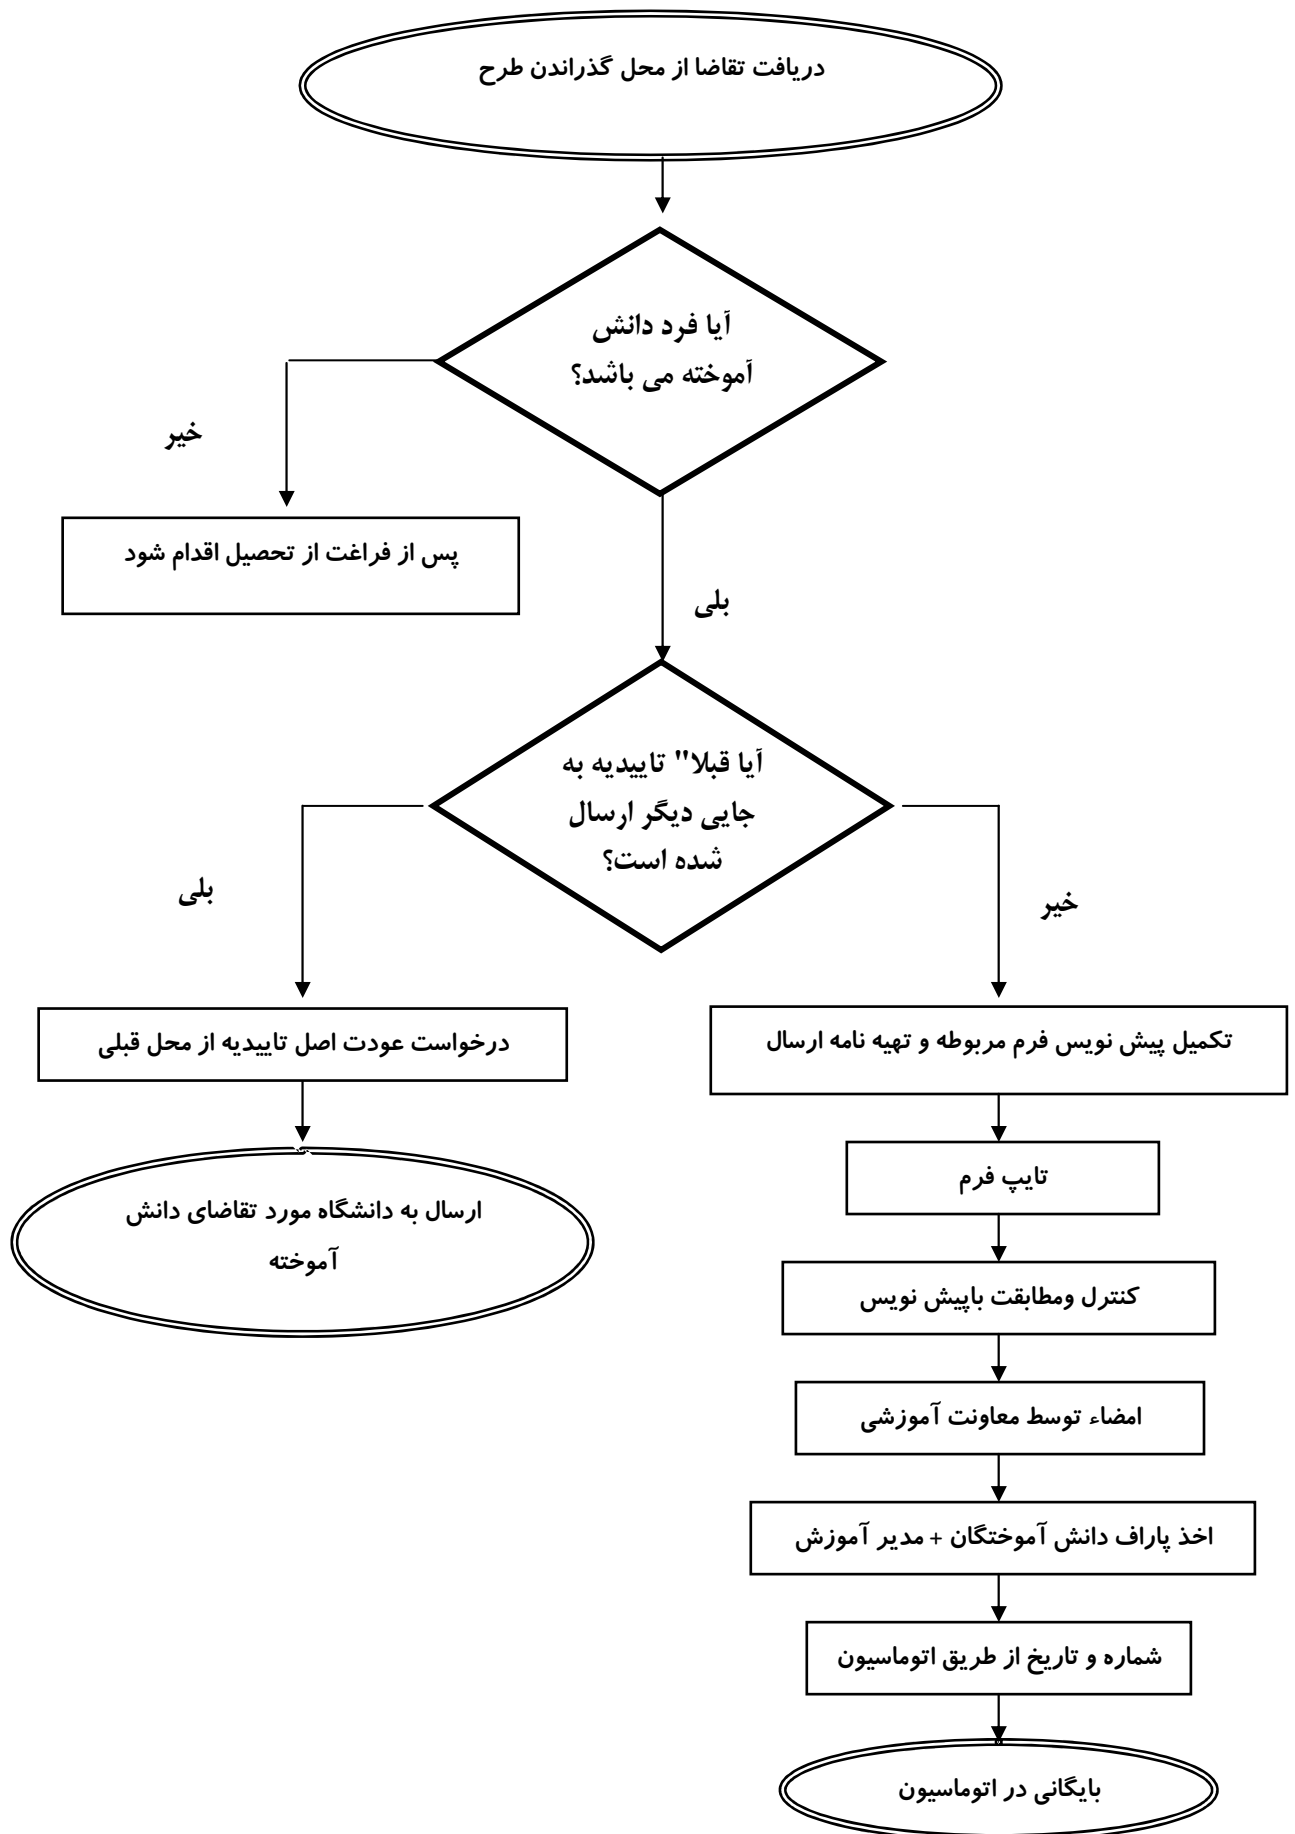 دریافت تقاضا از محل گذراندن طرح
آیا فرد دانش
آموخته می باشد؟
خیر
پس از فراغت از تحصیل اقدام شود
بلی
آیا قبلا" تاییدیه به
جایی دیگر ارسال
شده است؟
بلی
خیر
درخواست عودت اصل تاییدیه از محل قبلی
تکمیل پیش نویس فرم مربوطه و تهیه نامه ارسال
تایپ فرم
ارسال به دانشگاه مورد تقاضای دانش
آموخته
کنترل ومطابقت باپیش نویس
امضاء توسط معاونت آموزشی
اخذ پاراف دانش آموختگان + مدیر آموزش
شماره و تاریخ از طریق اتوماسیون
بایگانی در اتوماسیون